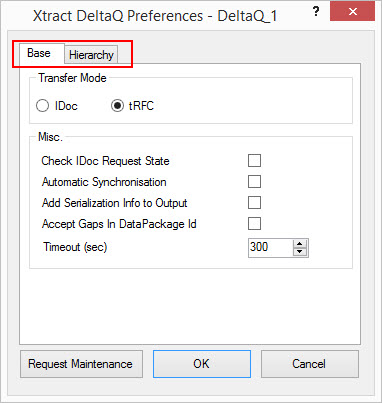 Xtract DeltaQ Preferences - DeltaQ_1 ? ×
Base Hierarchy
Transfer Mode
IDoc tRFC
Misc.
Check IDoc Request State
Automatic Synchronisation
Add Serialization Info to Output
Accept Gaps In DataPackage Id
Timeout (sec) 300
Request Maintenance OK Cancel